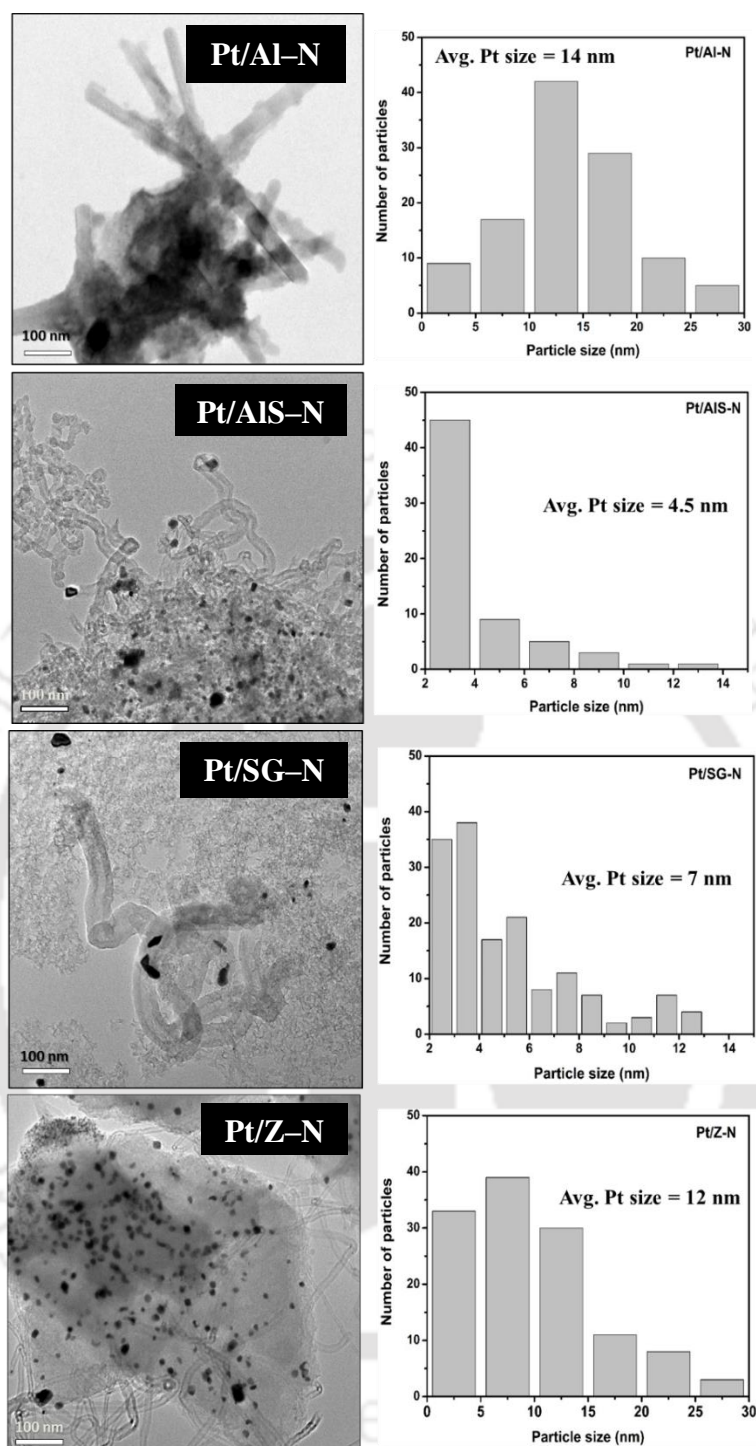 Pt/Al–N
100 nm
50
40
30
20
10
0
Number of particles
Avg. Pt size = 14 nm
Pt/Al-N
0 5 10 15 20 25 30
Particle size (nm)
Pt/AlS–N
100 nm
50
40
30
20
10
0
Number of particles
Pt/AlS-N
Avg. Pt size = 4.5 nm
2 4 6 8 10 12 14
Particle size (nm)
Pt/SG–N
100 nm
50
40
30
20
10
0
Number of particles
Pt/SG-N
Avg. Pt size = 7 nm
2 4 6 8 10 12 14
Particle size (nm)
Pt/Z–N
100 nm
50
40
30
20
10
0
Number of particles
Pt/Z-N
Avg. Pt size = 12 nm
0 5 10 15 20 25 30
Particle size (nm)